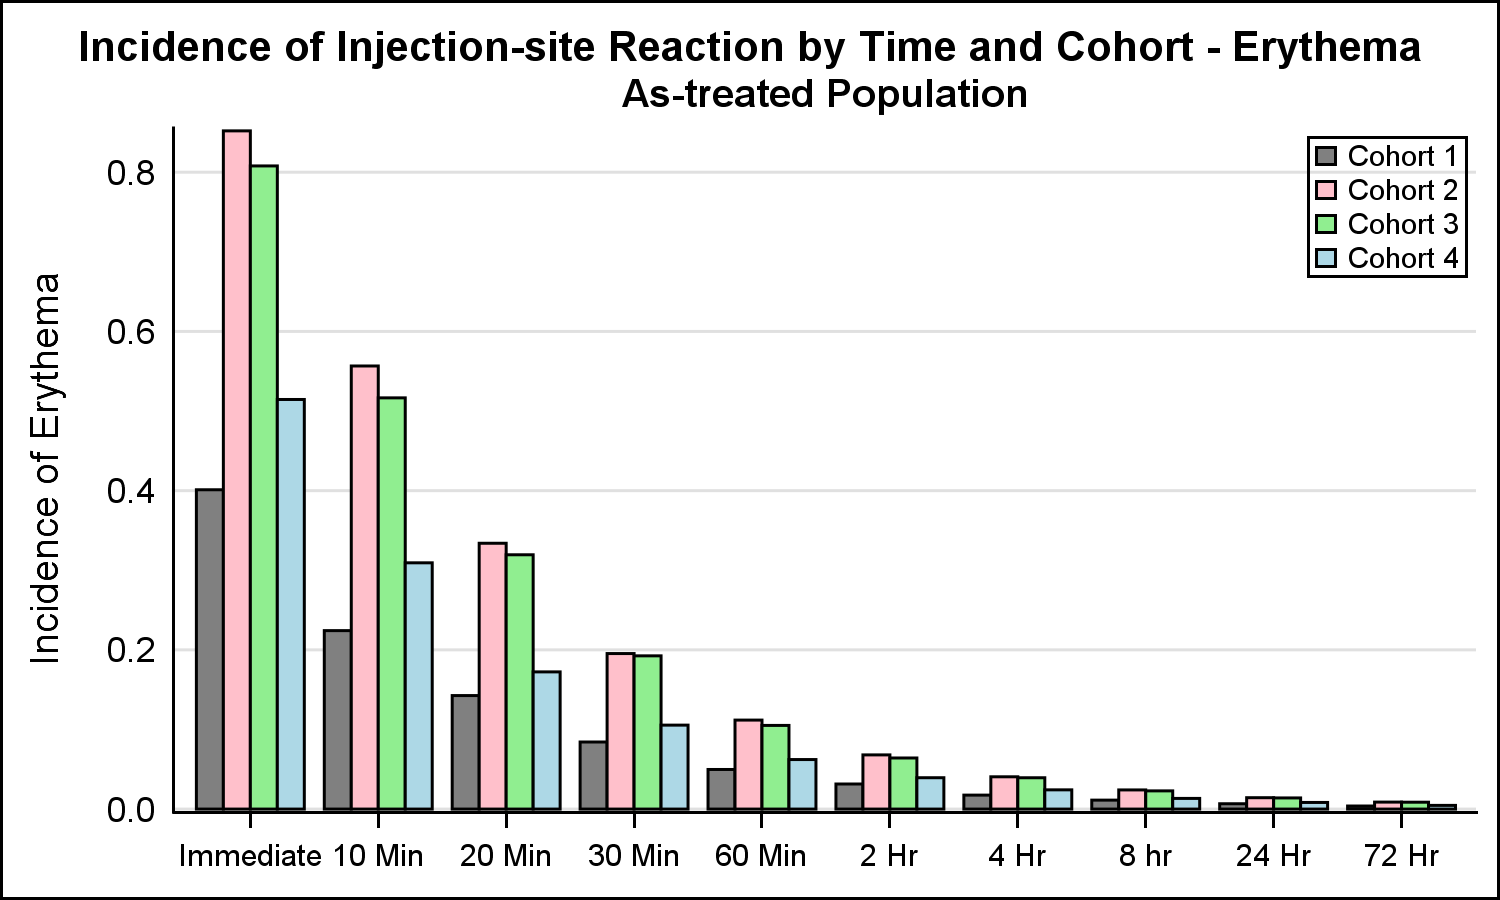 Incidence of Injection-site Reaction by Time and Cohort - Erythema
As-treated Population
Incidence of Erythema
0.8
0.6
0.4
0.2
0.0
Cohort 1
Cohort 2
Cohort 3
Cohort 4
Immediate 10 Min 20 Min 30 Min 60 Min 2 Hr 4 Hr 8 hr 24 Hr 72 Hr